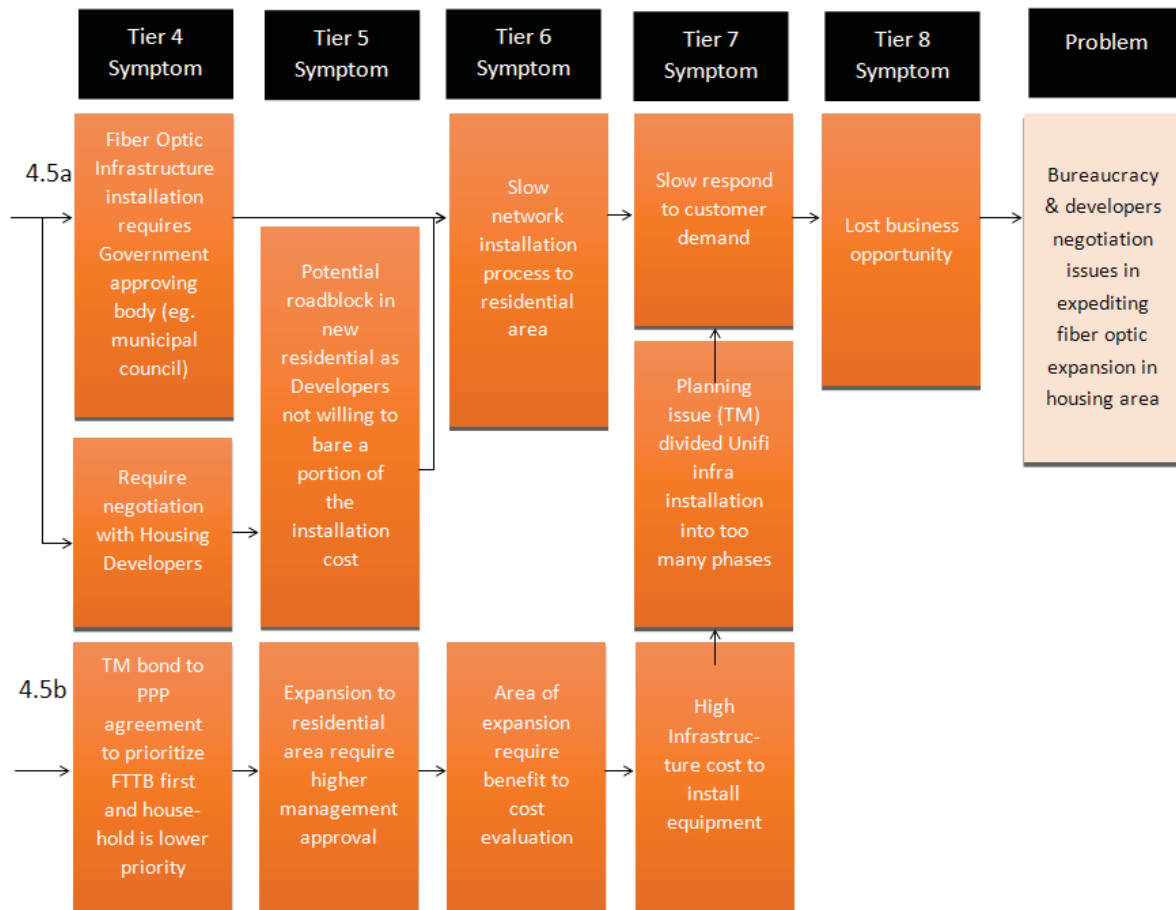 Tier 4
Symptom
Tier 5
Symptom
Tier 6
Symptom
Tier 7
Symptom
Tier 8
Symptom
Problem
4.5a
Fiber Optic
Infrastructure
installation
requires
Government
approving
body (eg.
municipal
council)
Potential
roadblock in
new
residential as
Developers
not willing to
bare a
portion of
the
installation
cost
Slow
network
installation
process to
residential
area
Slow respond
to customer
demand
Lost business
opportunity
Bureaucracy
& developers
negotiation
issues in
expediting
fiber optic
expansion in
housing area
Require
negotiation
with Housing
Developers
Planning
issue (TM)
divided Unifi
infra
installation
into too
many phases
4.5b
TM bond to
PPP
agreement
to prioritize
FTTB first
and house-
hold is lower
priority
Expansion to
residential
area require
higher
management
approval
Area of
expansion
require
benefit to
cost
evaluation
High
Infrastruc-
ture cost to
install
equipment